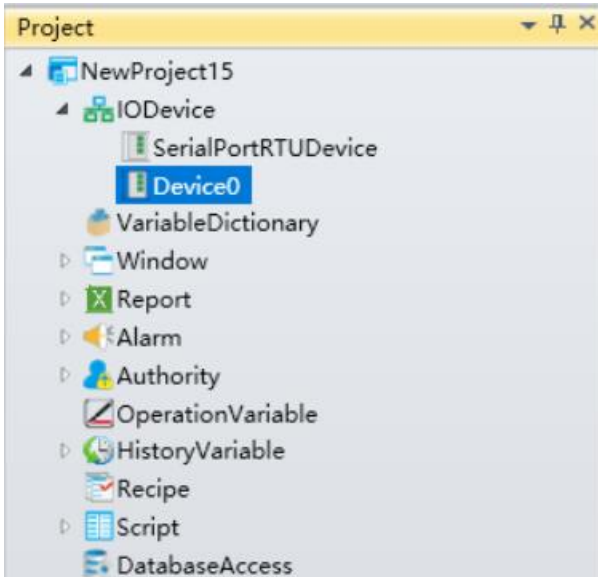 Project
NewProject15
IODevice
SerialPortRTUDevice
Device0
VariableDictionary
Window
Report
Alarm
Authority
OperationVariable
HistoryVariable
Recipe
Script
DatabaseAccess